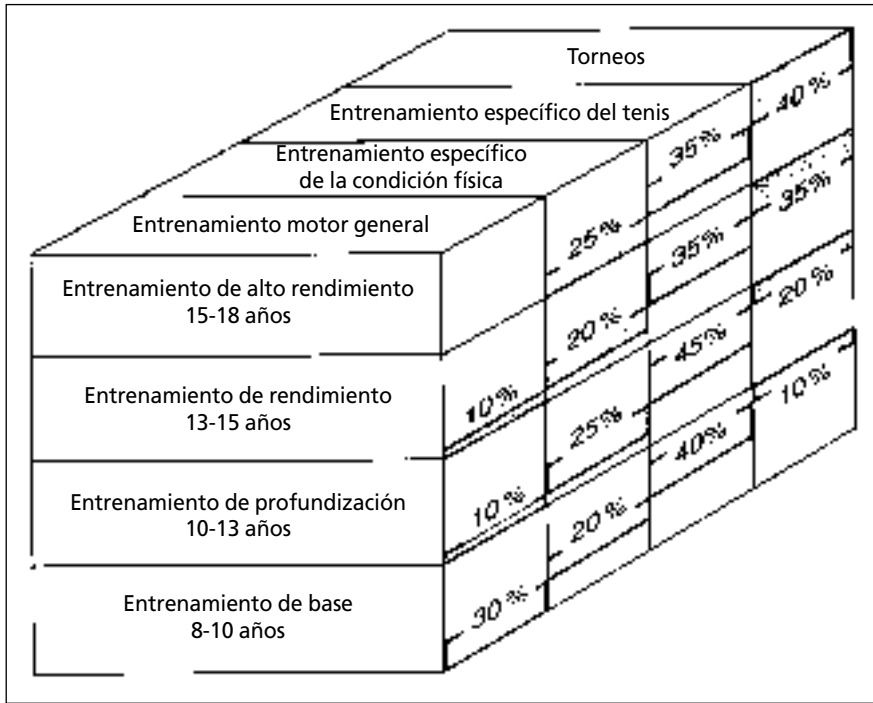 Torneos
Entrenamiento específico del tenis
Entrenamiento específico
de la condición física
Entrenamiento motor general
Entrenamiento de alto rendimiento
15-18 años
Entrenamiento de rendimiento
13-15 años
Entrenamiento de profundización
10-13 años
Entrenamiento de base
8-10 años
25%
35%
40%
10%
20%
35%
35%
10%
25%
45%
20%
30%
20%
40%
10%